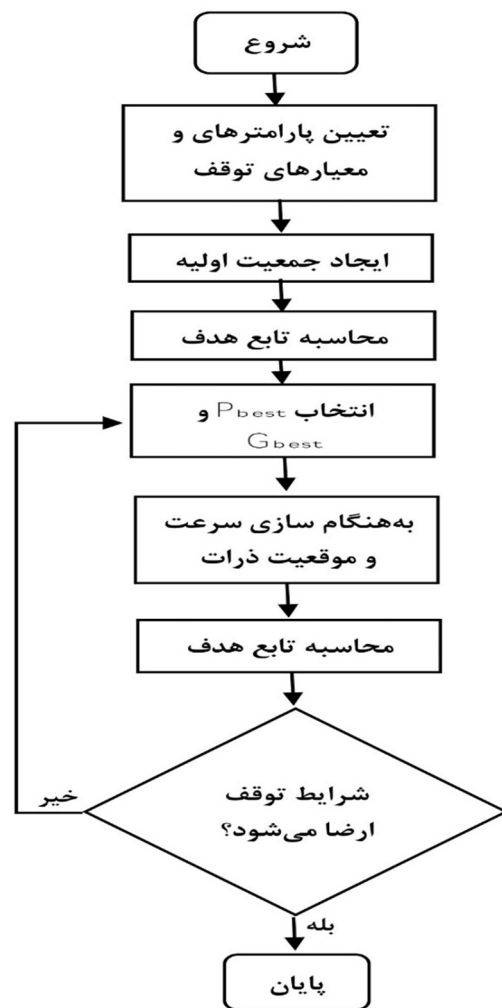 شروع
تعیین پارامترهای و
معیارهای توقف
ایجاد جمعیت اولیه
محاسبه تابع هدف
انتخاب Pbest و
Gbest
به‌هنگام سازی سرعت
و موقعیت ذرات
محاسبه تابع هدف
شرایط توقف
ارضا می‌شود؟
خیر
بله
پایان